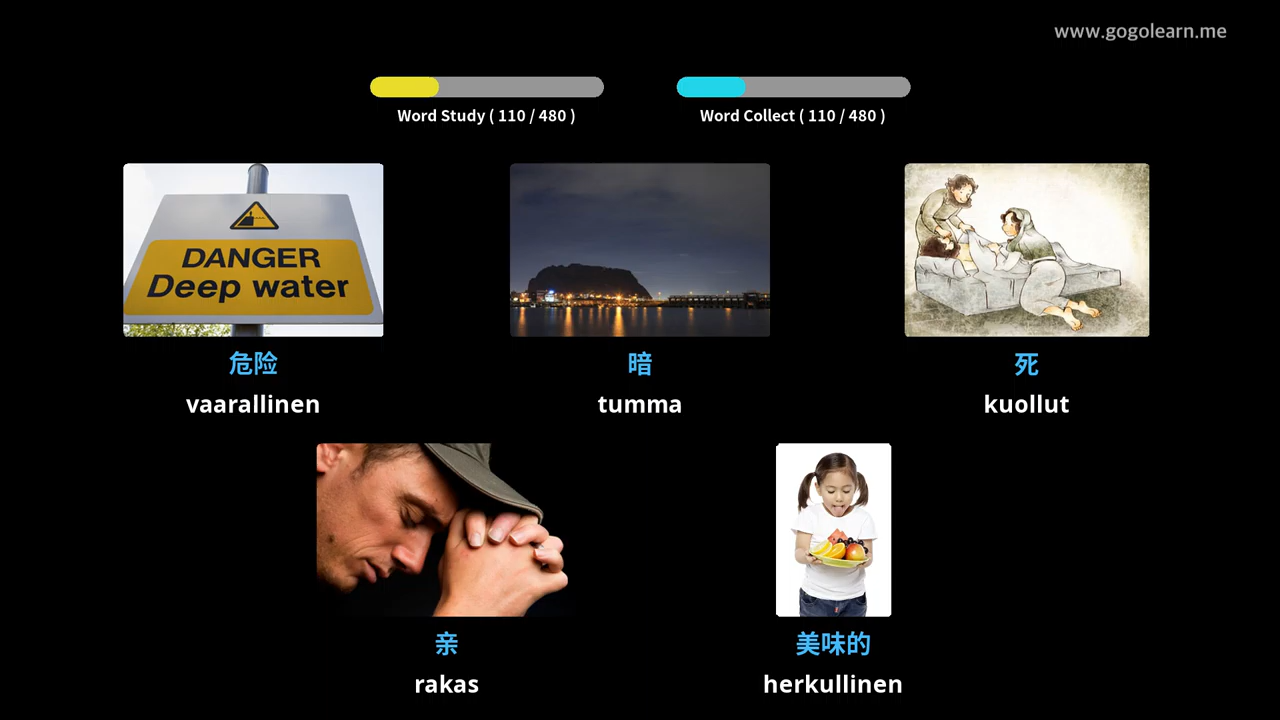 www.gogolearn.me
Word Study ( 110 / 480 )
Word Collect ( 110 / 480 )
DANGER
Deep water
危险
暗
死
vaarallinen
tumma
kuollut
亲
美味的
rakas
herkullinen